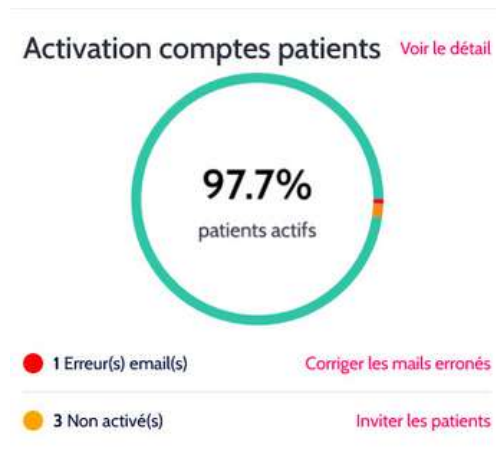 Activation comptes patients Voir le détail
97.7%
patients actifs
1 Erreur(s) email(s) Corriger les mails erronés
3 Non activé(s) Inviter les patients